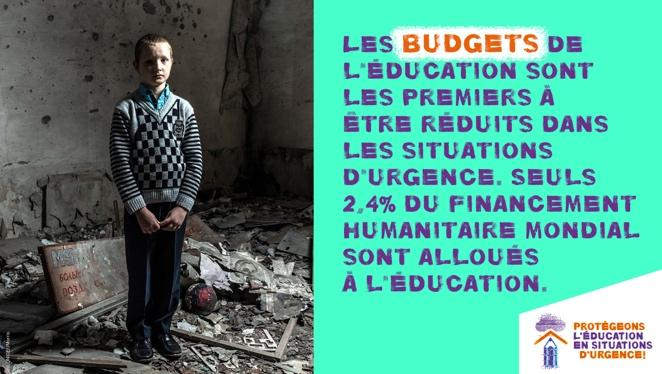 LES BUDGETS DE
L'ÉDUCATION SONT
LES PREMIERS À
ÊTRE RÉDUITS DANS
LES SITUATIONS
D'URGENCE. SEULS
2,4% DU FINANCEMENT
HUMANITAIRE MONDIAL
SONT ALLOUÉS
À L'ÉDUCATION.
PROTÉGEONS
L'ÉDUCATION
EN SITUATIONS
D'URGENCE!